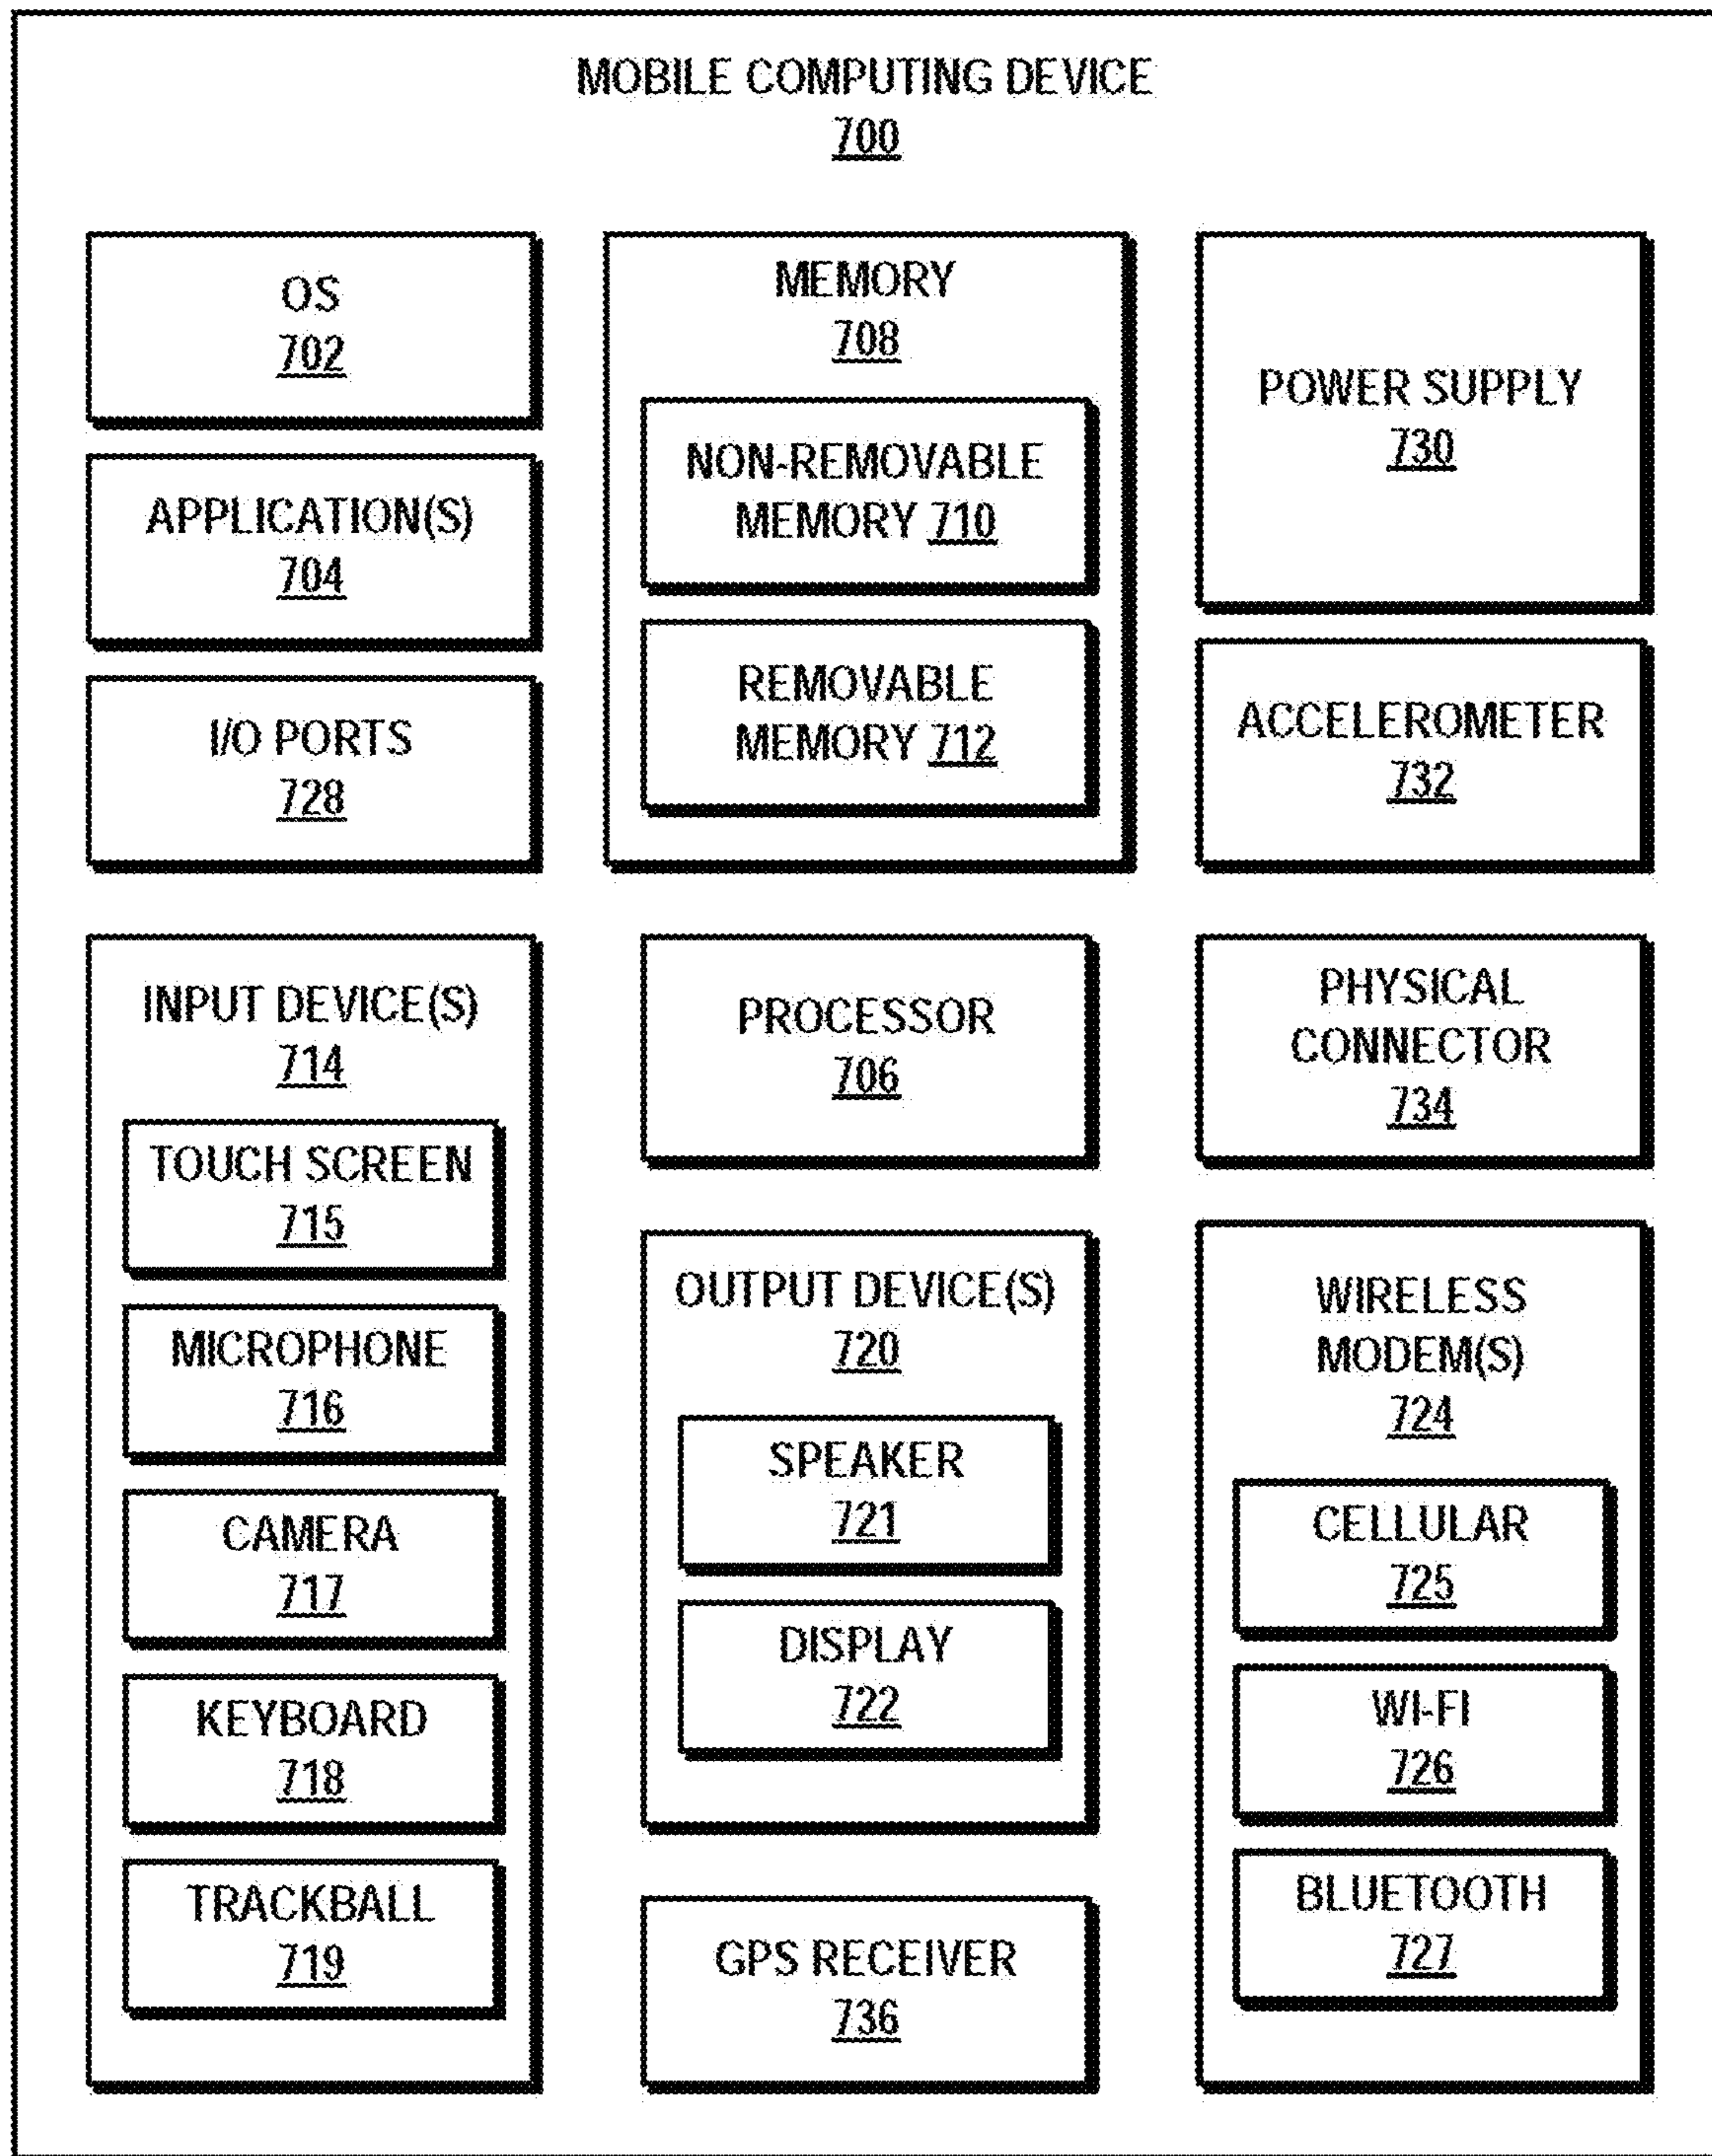 MOBILE COMPUTING DEVICE
700
OS
702
APPLICATION(S)
704
I/O PORTS
728
MEMORY
708
NON-REMOVABLE
MEMORY 710
REMOVABLE
MEMORY 712
POWER SUPPLY
730
ACCELEROMETER
732
INPUT DEVICE(S)
714
TOUCH SCREEN
715
MICROPHONE
716
CAMERA
717
KEYBOARD
718
TRACKBALL
719
PROCESSOR
706
OUTPUT DEVICE(S)
720
SPEAKER
721
DISPLAY
722
GPS RECEIVER
736
PHYSICAL
CONNECTOR
734
WIRELESS
MODEM(S)
724
CELLULAR
725
WI-FI
726
BLUETOOTH
727